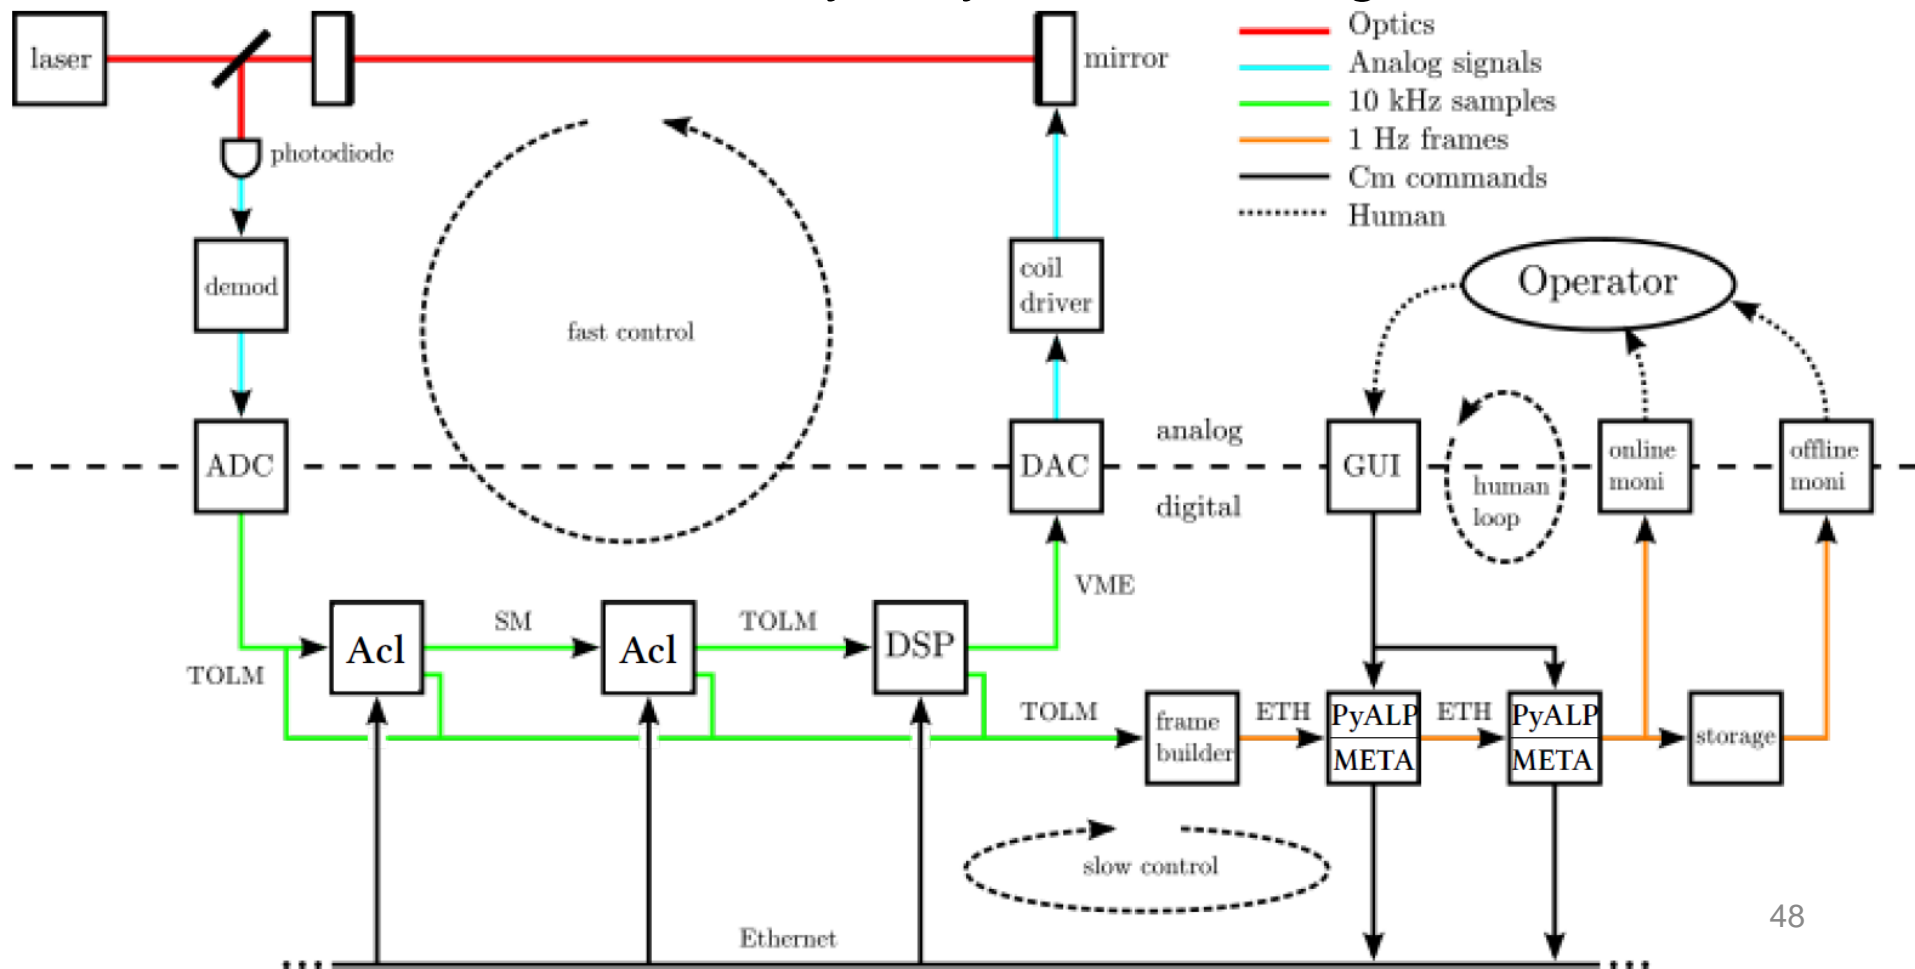 laser
mirror
Optics
Analog signals
10 kHz samples
1 Hz frames
Cm commands
Human
photodiode
demod
coil
driver
Operator
fast control
ADC
DAC
analog
digital
GUI
human
loop
online
moni
offline
moni
VME
TOLM
Acl
SM
Acl
TOLM
DSP
TOLM
frame
builder
ETH
PyALP
META
ETH
PyALP
META
storage
slow control
Ethernet
48